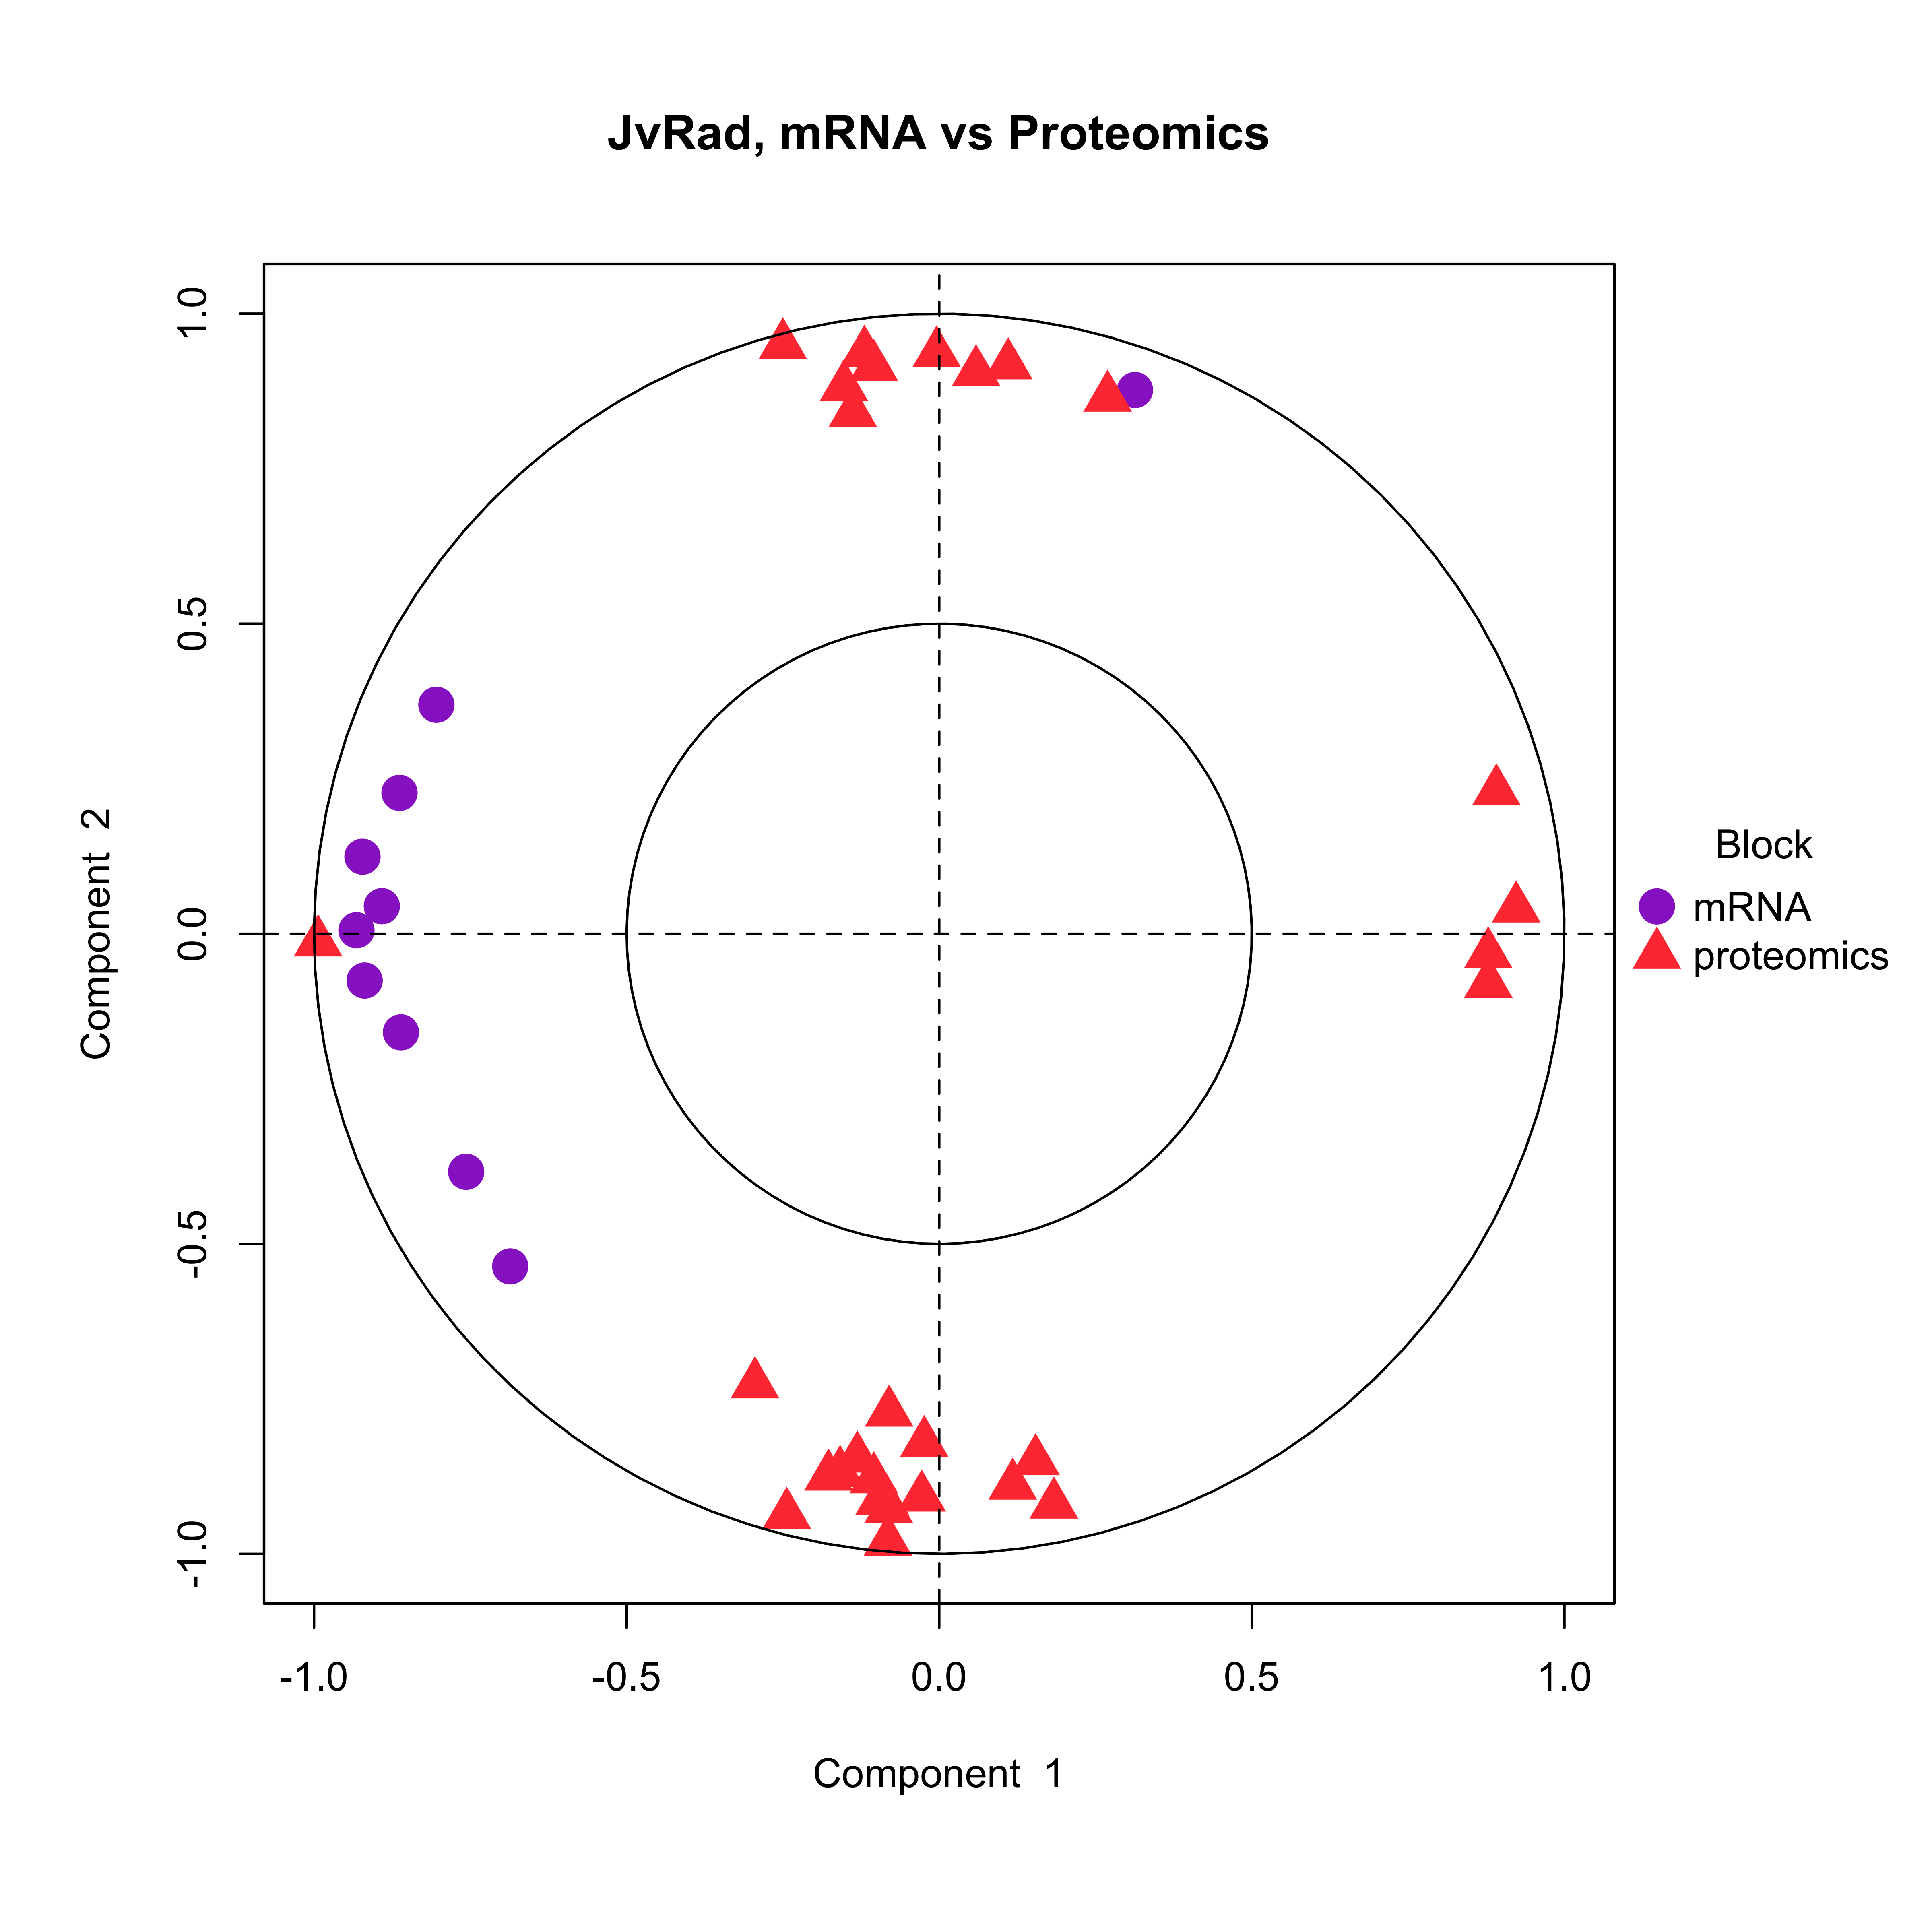 JvRad, mRNA vs Proteomics
Component 2
1.0
0.5
0.0
-0.5
-1.0
-1.0 -0.5 0.0 0.5 1.0
Component 1
Block
mRNA
proteomics